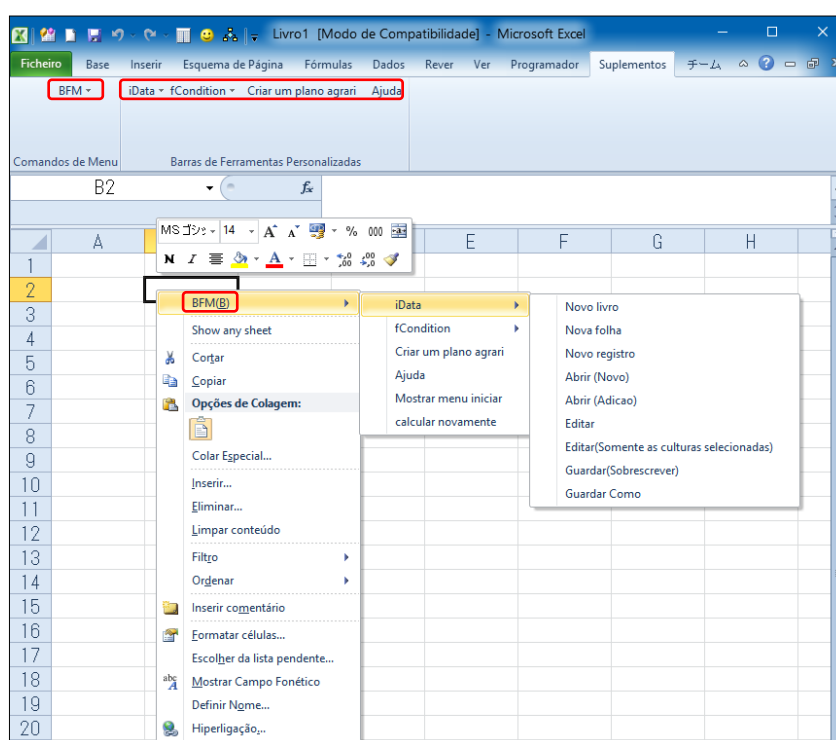 Livro1 [Modo de Compatibilidade] - Microsoft Excel
Ficheiro Base Inserir Esquema de Página Fórmulas Dados Rever Ver Programador Suplementos チーム
BFM iData fCondition Criar um plano agrari Ajuda
Comandos de Menu Barras de Ferramentas Personalizadas
B2 fx
MS ゴシ 14 A A % 000
N I A ,00 ,00
A E F G H
1
2
BFM(B) iData Novo livro
3
Show any sheet fCondition Nova folha
4
Cortar Criar um plano agrari Novo registro
5
Copiar Ajuda Abrir (Novo)
6
Opções de Colagem: Mostrar menu iniciar Abrir (Adicao)
7
calcular novamente Editar
8
Colar Especial... Editar(Somente as culturas selecionadas)
9
Guardar(Sobrescrever)
10
Inserir... Guardar Como
11
Eliminar...
12
Limpar conteúdo
13
Filtro
14
Ordenar
15
Inserir comentário
16
Formatar células...
17
Escolher da lista pendente...
18
abc A Mostrar Campo Fonético
19
Definir Nome...
20
Hiperligação...